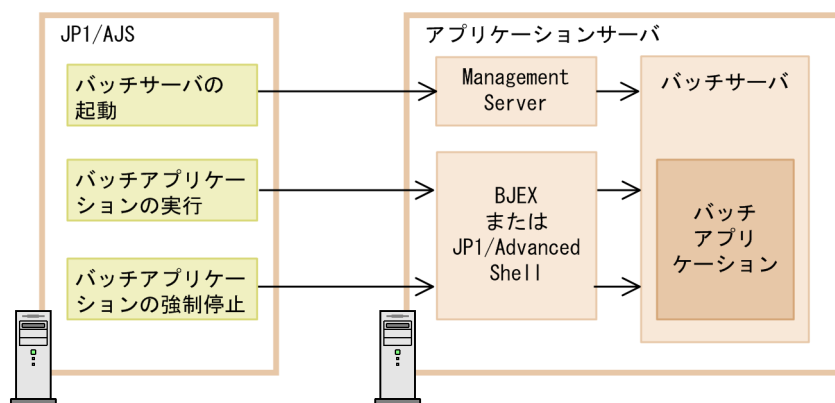 JP1/AJS
バッチサーバの
起動
バッチアプリケー
ションの実行
バッチアプリケー
ションの強制停止
アプリケーションサーバ
Management
Server
BJEX
または
JP1/Advanced
Shell
バッチサーバ
バッチ
アプリ
ケーション